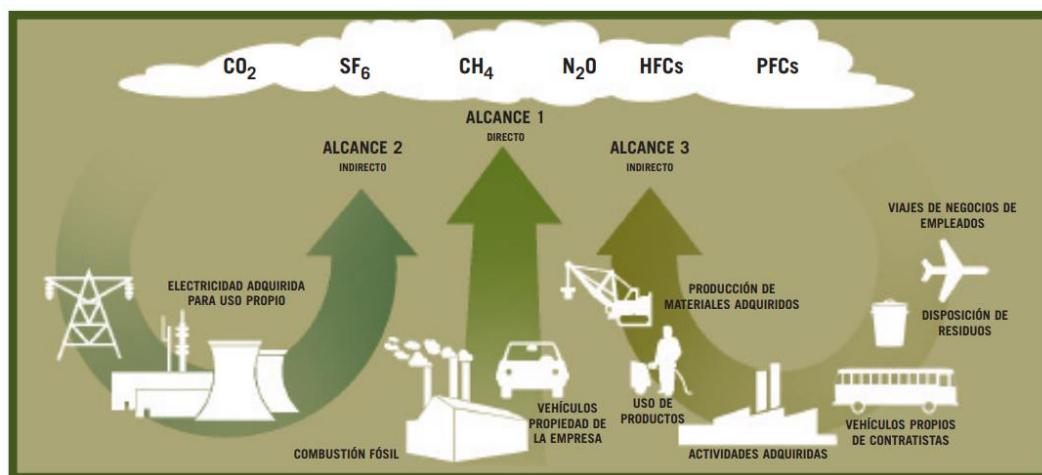 CO₂ SF₆ CH₄ N₂O HFCs PFCs
ALCANCE 1
DIRECTO
ALCANCE 2
INDIRECTO
ALCANCE 3
INDIRECTO
VIAJES DE NEGOCIOS DE
EMPLEADOS
ELECTRICIDAD ADQUIRIDA
PARA USO PROPIO
PRODUCCIÓN DE
MATERIALES ADQUIRIDOS
DISPOSICIÓN DE
RESIDUOS
COMBUSTIÓN FÓSIL
VEHÍCULOS
PROPIEDAD DE
LA EMPRESA
USO DE
PRODUCTOS
ACTIVIDADES ADQUIRIDAS
VEHÍCULOS PROPIOS
DE CONTRATISTAS